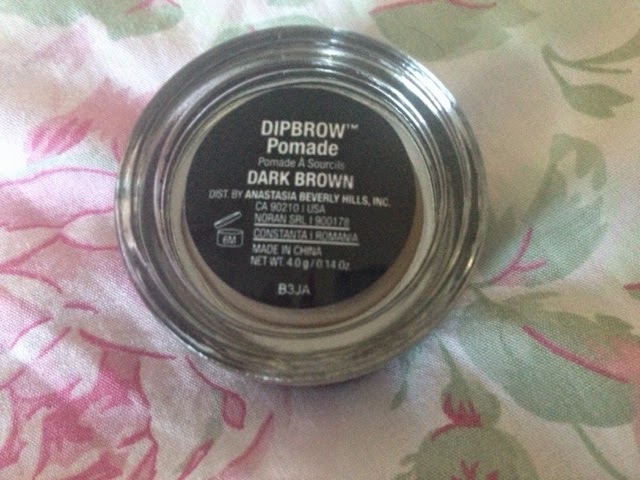 DIPBROW™
Pomade
Pomade À Sourcils
DARK BROWN
DIST. BY ANASTASIA BEVERLY HILLS, INC.
CA 90210 I USA
NORAN SRL I 900178
CONSTANTA I ROMANIA
6M
MADE IN CHINA
NET WT. 4.0 g / 0.14 Oz
B3JA